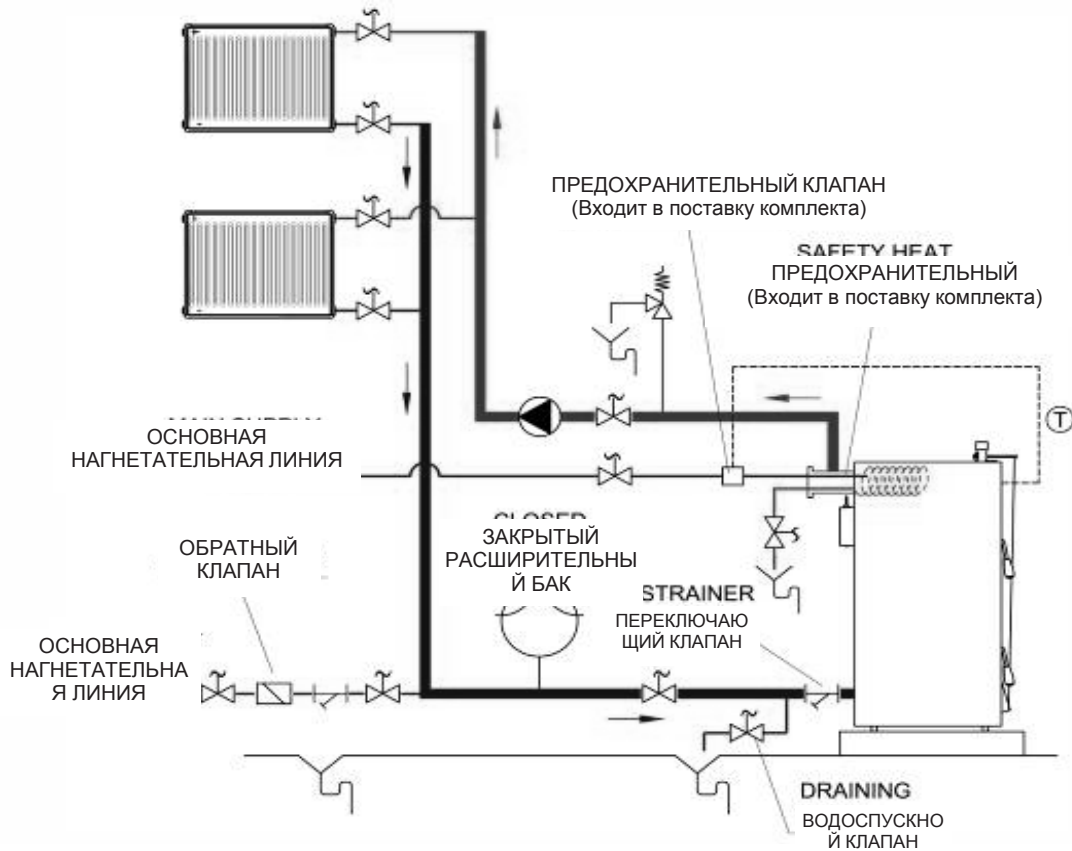 ПРЕДОХРАНИТЕЛЬНЫЙ КЛАПАН
(Входит в поставку комплекта)
SAFETY HEAT
ПРЕДОХРАНИТЕЛЬНЫЙ
(Входит в поставку комплекта)
T
ОСНОВНАЯ
НАГНЕТАТЕЛЬНАЯ ЛИНИЯ
CLOSED
ЗАКРЫТЫЙ
РАСШИРИТЕЛЬНЫ
Й БАК
ОБРАТНЫЙ
КЛАПАН
STRAINER
ПЕРЕКЛЮЧАЮ
ЩИЙ КЛАПАН
ОСНОВНАЯ
НАГНЕТАТЕЛЬНА
Я ЛИНИЯ
DRAINING
ВОДОСПУСКНО
Й КЛАПАН